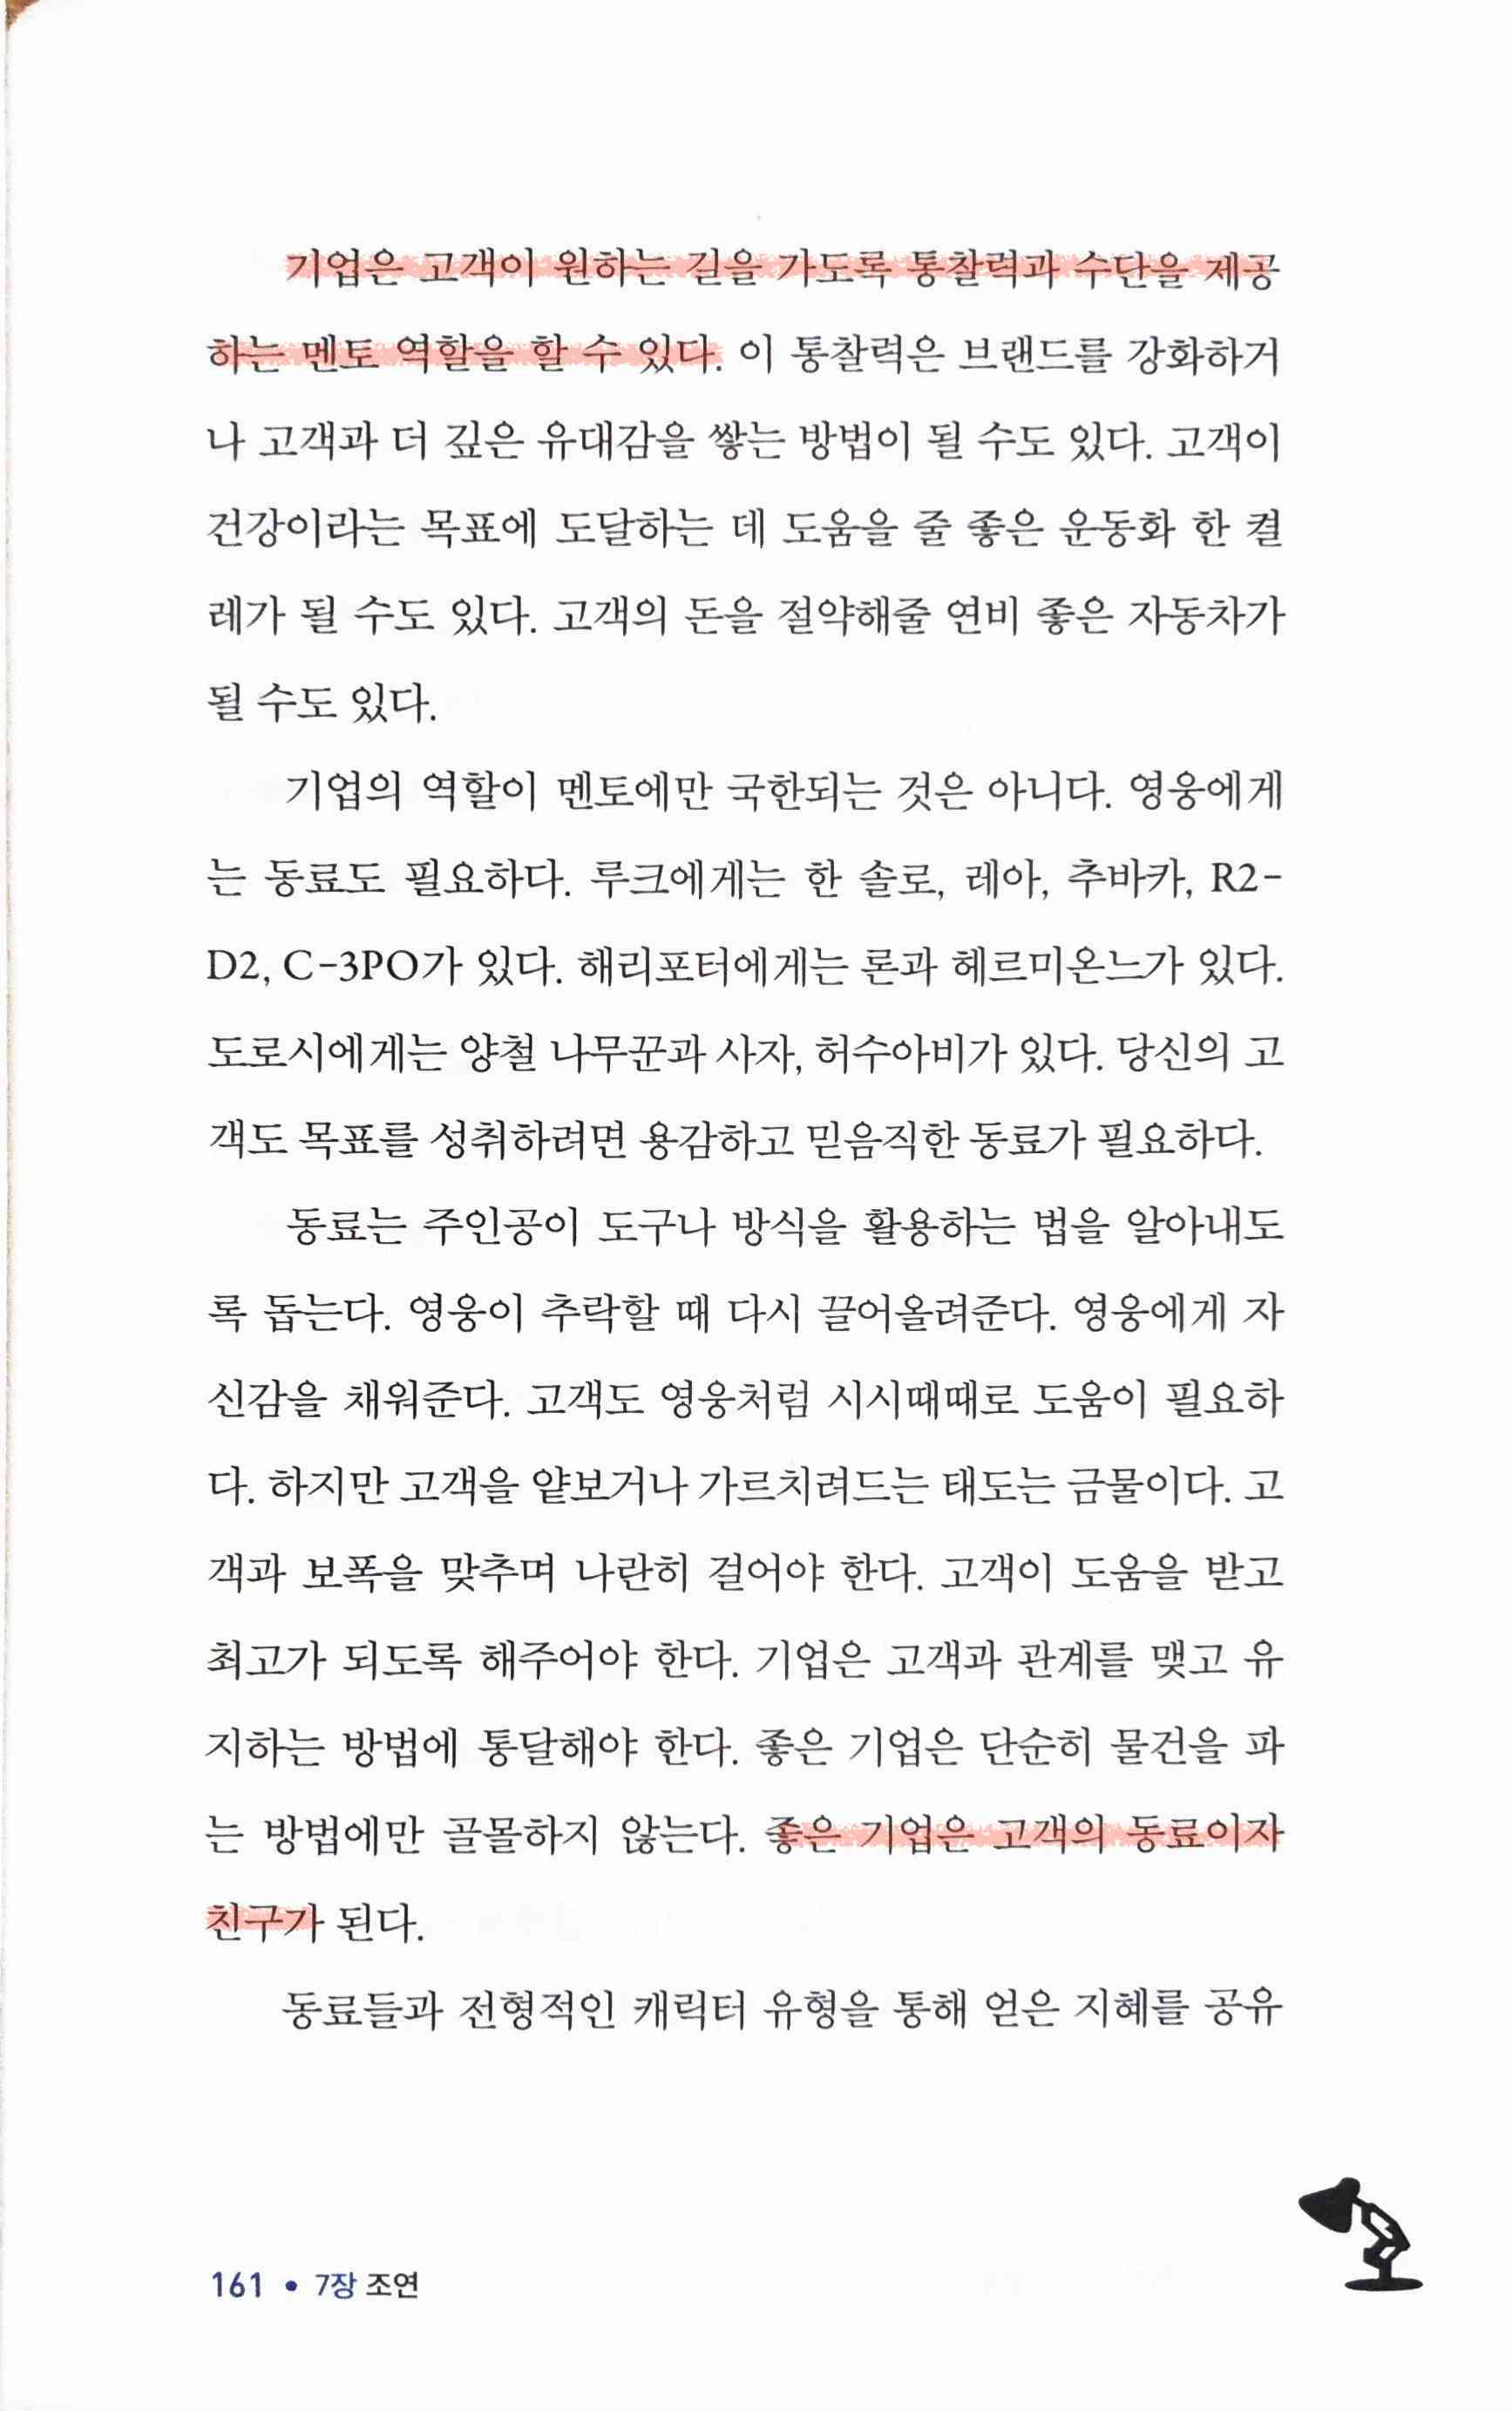 기업은 고객이 원하는 길을 가도록 통찰력과 수단을 제공
하는 멘토 역할을 할 수 있다. 이 통찰력은 브랜드를 강화하거
나 고객과 더 깊은 유대감을 쌓는 방법이 될 수도 있다. 고객이
건강이라는 목표에 도달하는 데 도움을 줄 좋은 운동화 한 켤
레가 될 수도 있다. 고객의 돈을 절약해줄 연비 좋은 자동차가
될 수도 있다.
기업의 역할이 멘토에만 국한되는 것은 아니다. 영웅에게
는 동료도 필요하다. 루크에게는 한 솔로, 레아, 추바카, R2-
D2, C-3PO가 있다. 해리포터에게는 론과 헤르미온느가 있다.
도로시에게는 양철 나무꾼과 사자, 허수아비가 있다. 당신의 고
객도 목표를 성취하려면 용감하고 믿음직한 동료가 필요하다.
동료는 주인공이 도구나 방식을 활용하는 법을 알아내도
록 돕는다. 영웅이 추락할 때 다시 끌어올려준다. 영웅에게 자
신감을 채워준다. 고객도 영웅처럼 시시때때로 도움이 필요하
다. 하지만 고객을 얕보거나 가르치려드는 태도는 금물이다. 고
객과 보폭을 맞추며 나란히 걸어야 한다. 고객이 도움을 받고
최고가 되도록 해주어야 한다. 기업은 고객과 관계를 맺고 유
지하는 방법에 통달해야 한다. 좋은 기업은 단순히 물건을 파
는 방법에만 골몰하지 않는다. 좋은 기업은 고객의 동료이자
친구가 된다.
동료들과 전형적인 캐릭터 유형을 통해 얻은 지혜를 공유
161 • 7장 조연